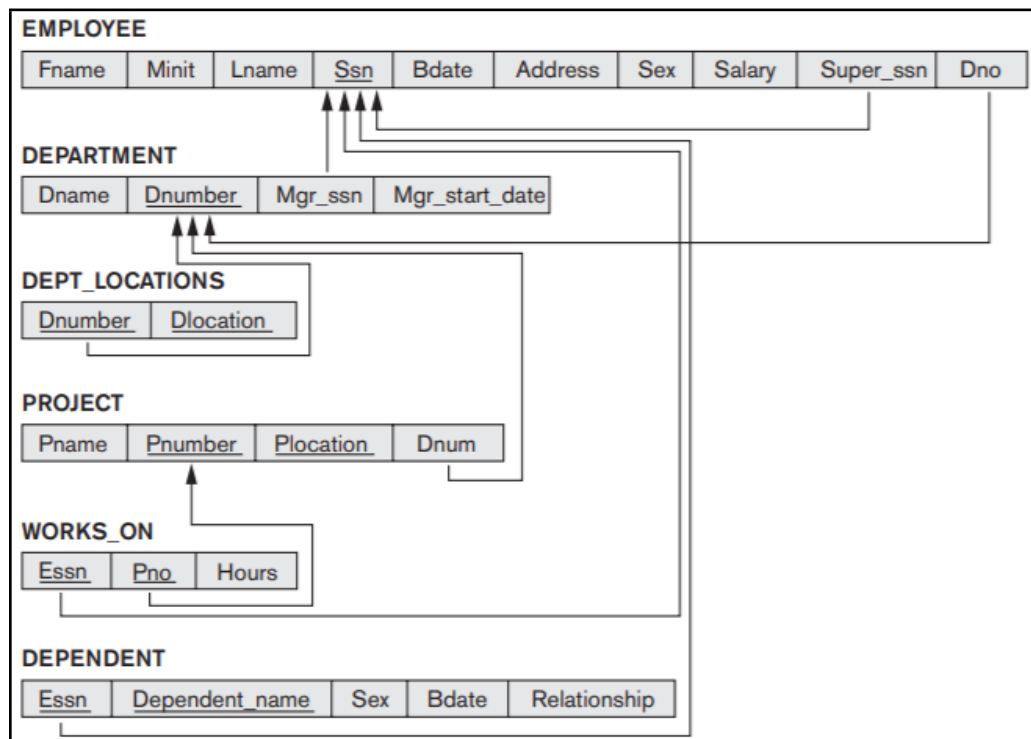 EMPLOYEE
Fname Minit Lname Ssn Bdate Address Sex Salary Super_ssn Dno
DEPARTMENT
Dname Dnumber Mgr_ssn Mgr_start_date
DEPT_LOCATIONS
Dnumber Dlocation
PROJECT
Pname Pnumber Plocation Dnum
WORKS_ON
Essn Pno Hours
DEPENDENT
Essn Dependent_name Sex Bdate Relationship